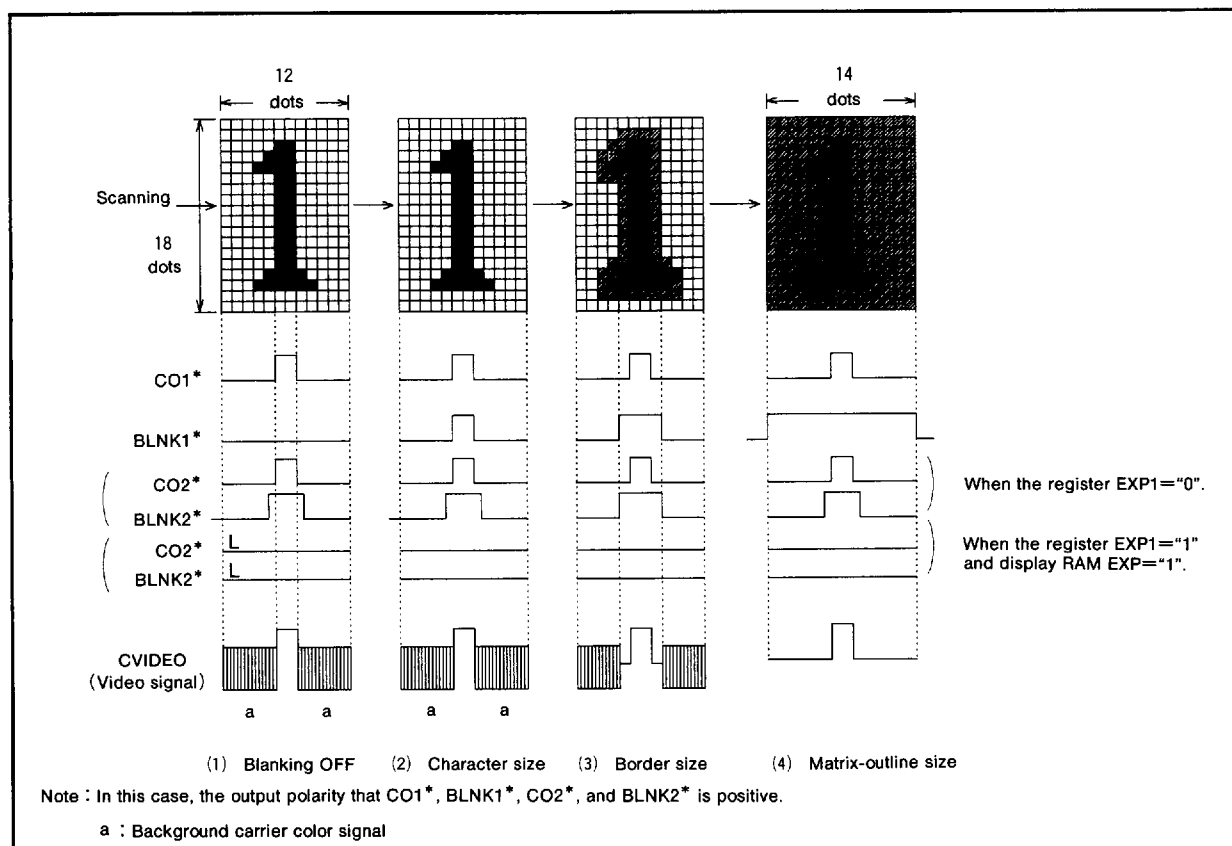 12
dots
14
dots
Scanning
18
dots
CO1*
BLNK1*
CO2*
BLNK2*
When the register EXP1="0".
CO2* L
BLNK2* L
When the register EXP1="1"
and display RAM EXP="1".
CVIDEO
(Video signal)
a a a a
(1) Blanking OFF (2) Character size (3) Border size (4) Matrix-outline size
Note : In this case, the output polarity that CO1*, BLNK1*, CO2*, and BLNK2* is positive.
a : Background carrier color signal